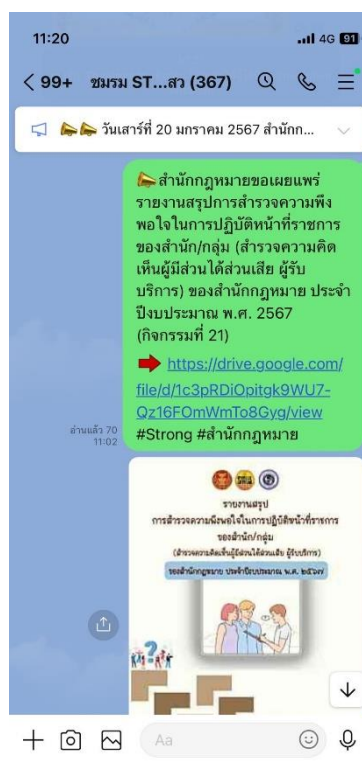 11:20
4G 91
99+ ชมรม ST...สว (367)
วันเสาร์ที่ 20 มกราคม 2567 สำนักก...
สำนักกฎหมายขอเผยแพร่
รายงานสรุปการสำรวจความพึง
พอใจในการปฏิบัติหน้าที่ราชการ
ของสำนัก/กลุ่ม (สำรวจความคิด
เห็นผู้มีส่วนได้ส่วนเสีย ผู้รับ
บริการ) ของสำนักกฎหมาย ประจำ
ปีงบประมาณ พ.ศ. 2567
(กิจกรรมที่ 21)
https://drive.google.com/
file/d/1c3pRDiOpitgk9WU7-
Qz16FOmWmTo8Gyg/view
#Strong #สำนักกฎหมาย
อ่านแล้ว 70
11:02
รายงานสรุป
การสำรวจความพึงพอใจในการปฏิบัติหน้าที่ราชการ
ของสำนัก/กลุ่ม
(สำรวจความคิดเห็นผู้มีส่วนได้ส่วนเสีย ผู้รับบริการ)
ของสำนักกฎหมาย ประจำปีงบประมาณ พ.ศ. ๒๕๖๗
Aa